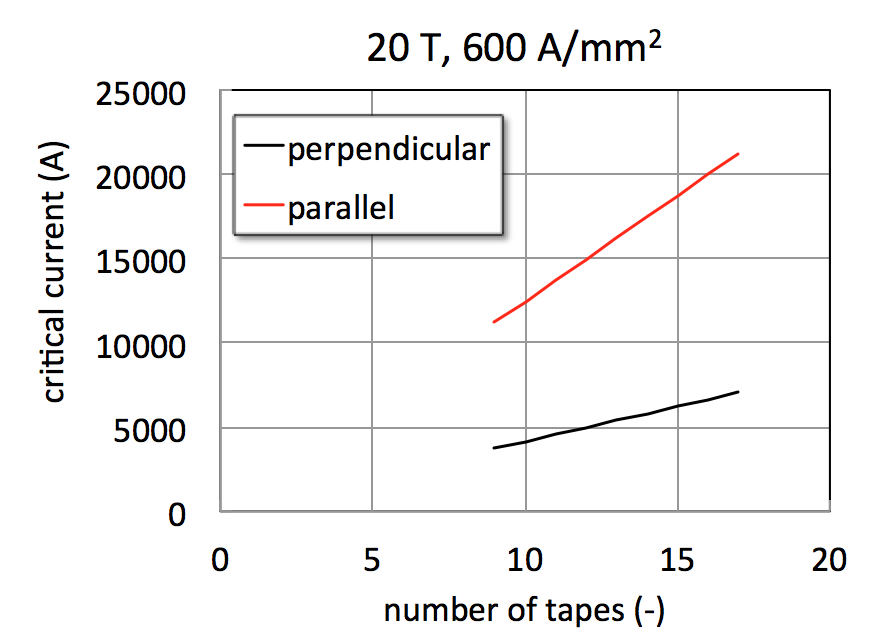 20 T, 600 A/mm²
25000
20000
15000
10000
5000
0
critical current (A)
perpendicular
parallel
0 5 10 15 20
number of tapes (-)